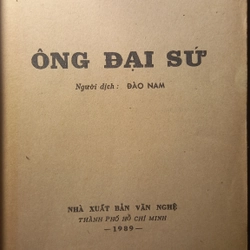 ÔNG ĐẠI SỨ
Người dịch: ĐÀO NAM
NHÀ XUẤT BẢN VĂN NGHỆ
THÀNH PHỐ HỒ CHÍ MINH
—1989—